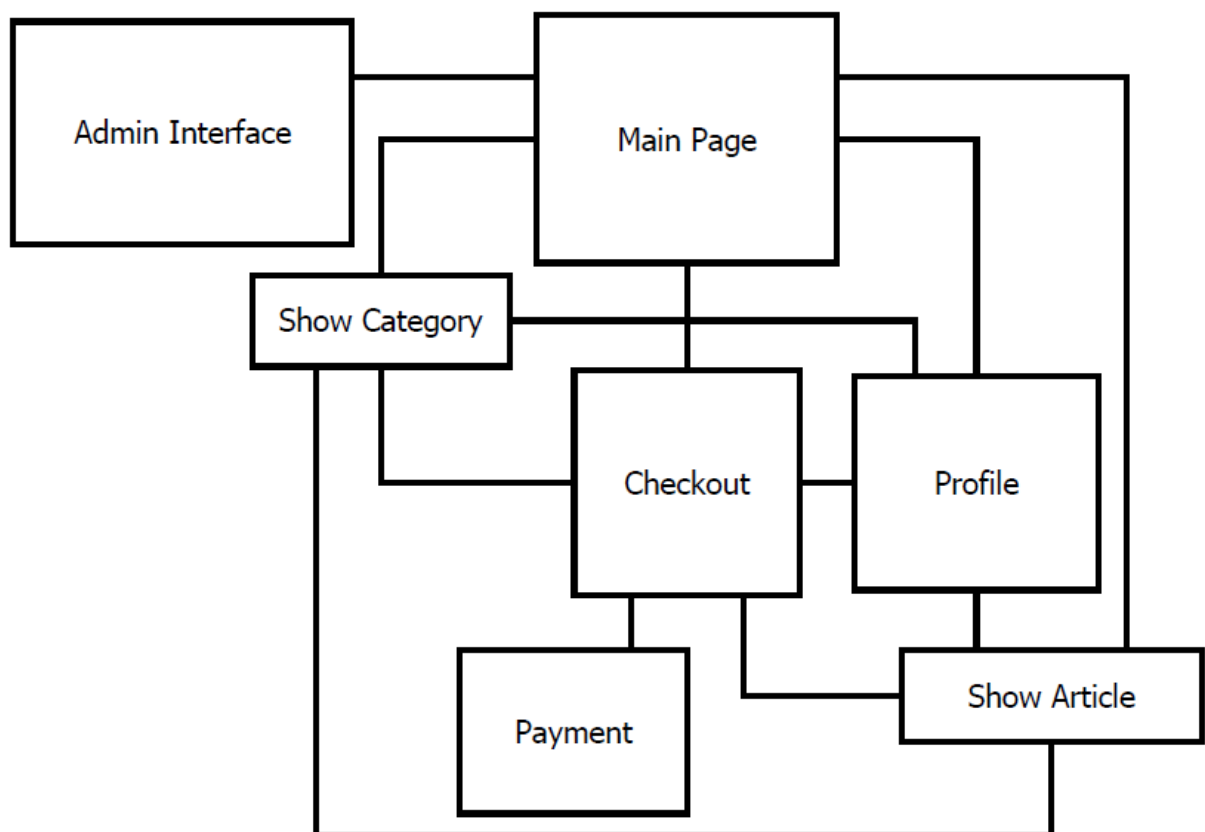 Admin Interface
Main Page
Show Category
Checkout
Profile
Show Article
Payment